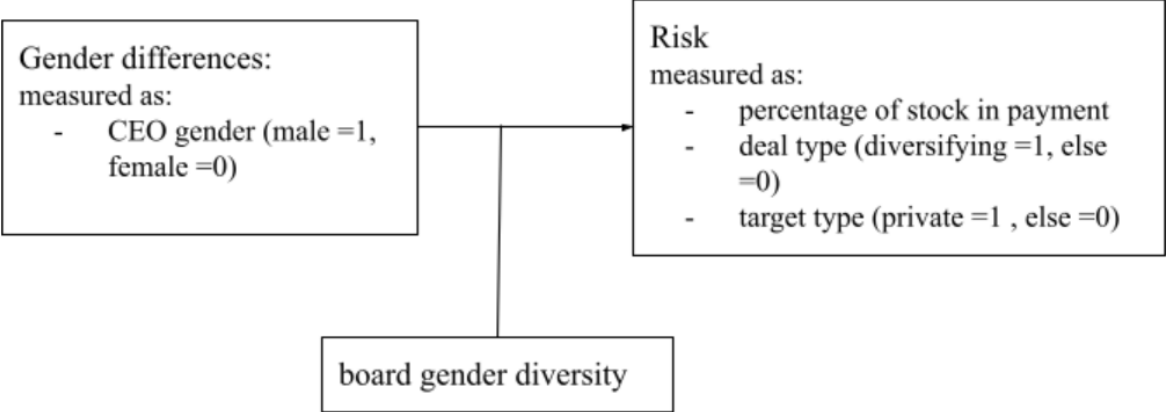 Gender differences:
measured as:
- CEO gender (male =1,
female =0)
Risk
measured as:
- percentage of stock in payment
- deal type (diversifying =1, else
=0)
- target type (private =1 , else =0)
board gender diversity